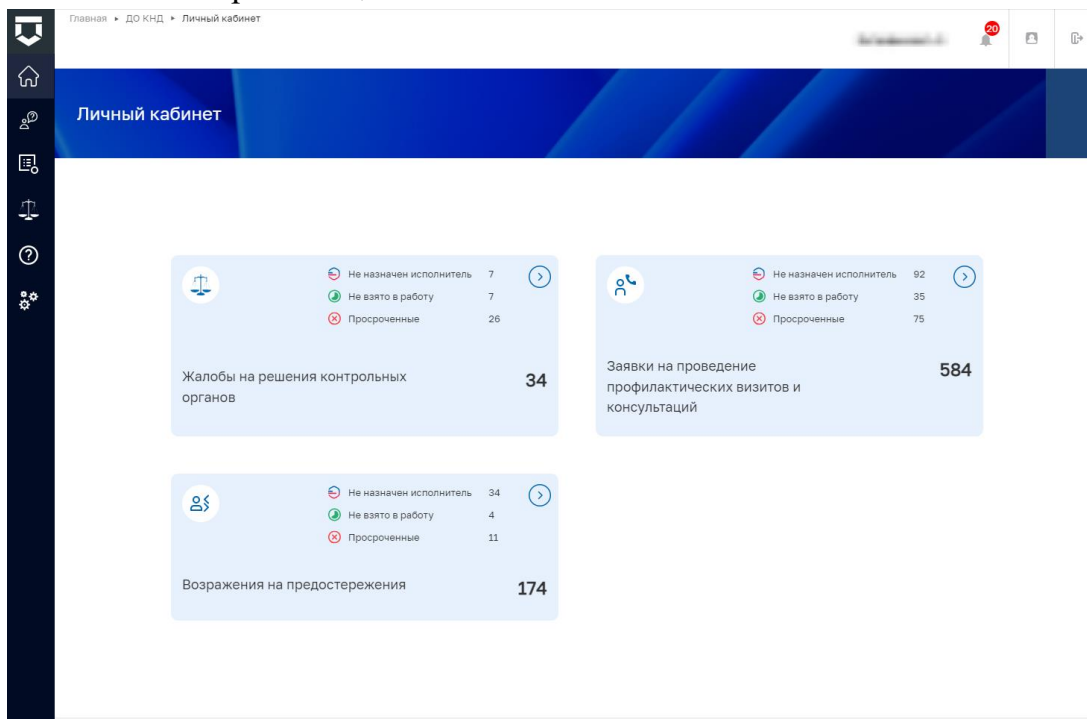 Главная ▸ ДО КНД ▸ Личный кабинет
20
Личный кабинет
Не назначен исполнитель 7
Не взято в работу 7
Просроченные 26
Жалобы на решения контрольных
органов
34
Не назначен исполнитель 92
Не взято в работу 35
Просроченные 75
Заявки на проведение
профилактических визитов и
консультаций
584
Не назначен исполнитель 34
Не взято в работу 4
Просроченные 11
Возражения на предостережения
174